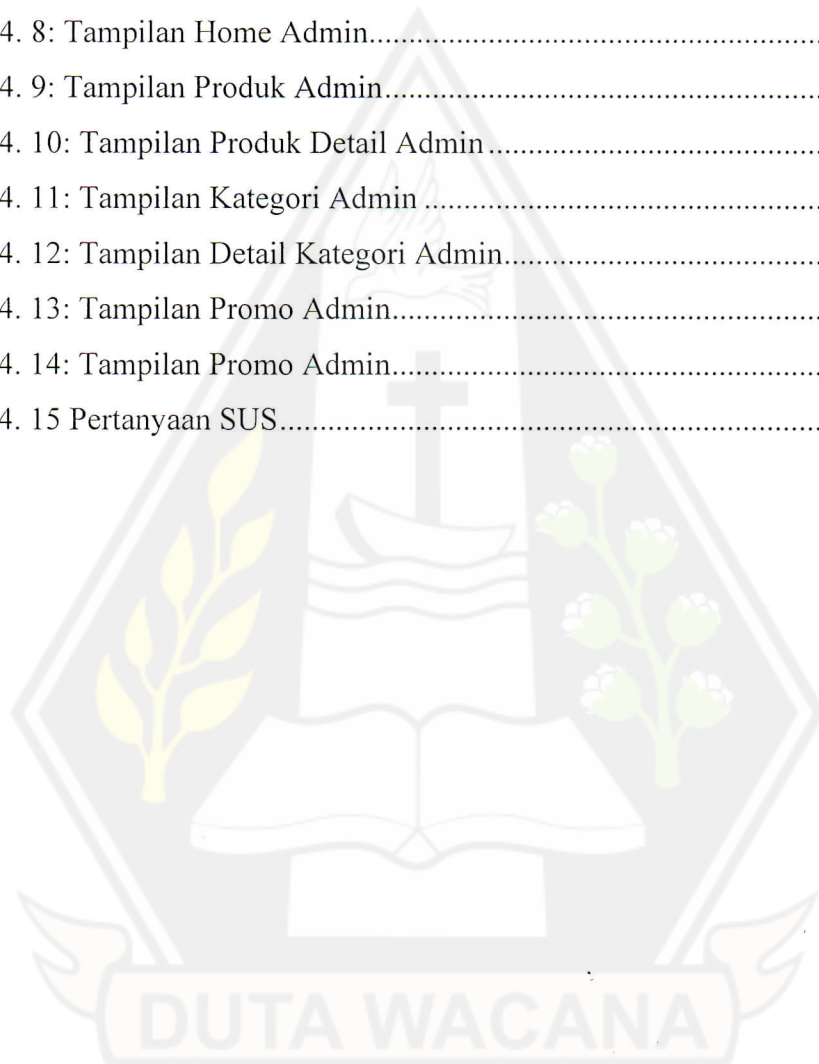 4. 8: Tampilan Home Admin..........................................................
4. 9: Tampilan Produk Admin........................................................
4. 10: Tampilan Produk Detail Admin ...........................................
4. 11: Tampilan Kategori Admin ...................................................
4. 12: Tampilan Detail Kategori Admin.........................................
4. 13: Tampilan Promo Admin.......................................................
4. 14: Tampilan Promo Admin.......................................................
4. 15 Pertanyaan SUS.....................................................................
DUTA WACANA